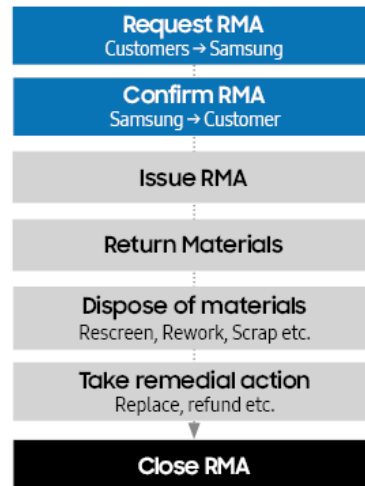 Request RMA
Customers → Samsung
Confirm RMA
Samsung → Customer
Issue RMA
Return Materials
Dispose of materials
Rescreen, Rework, Scrap etc.
Take remedial action
Replace, refund etc.
Close RMA